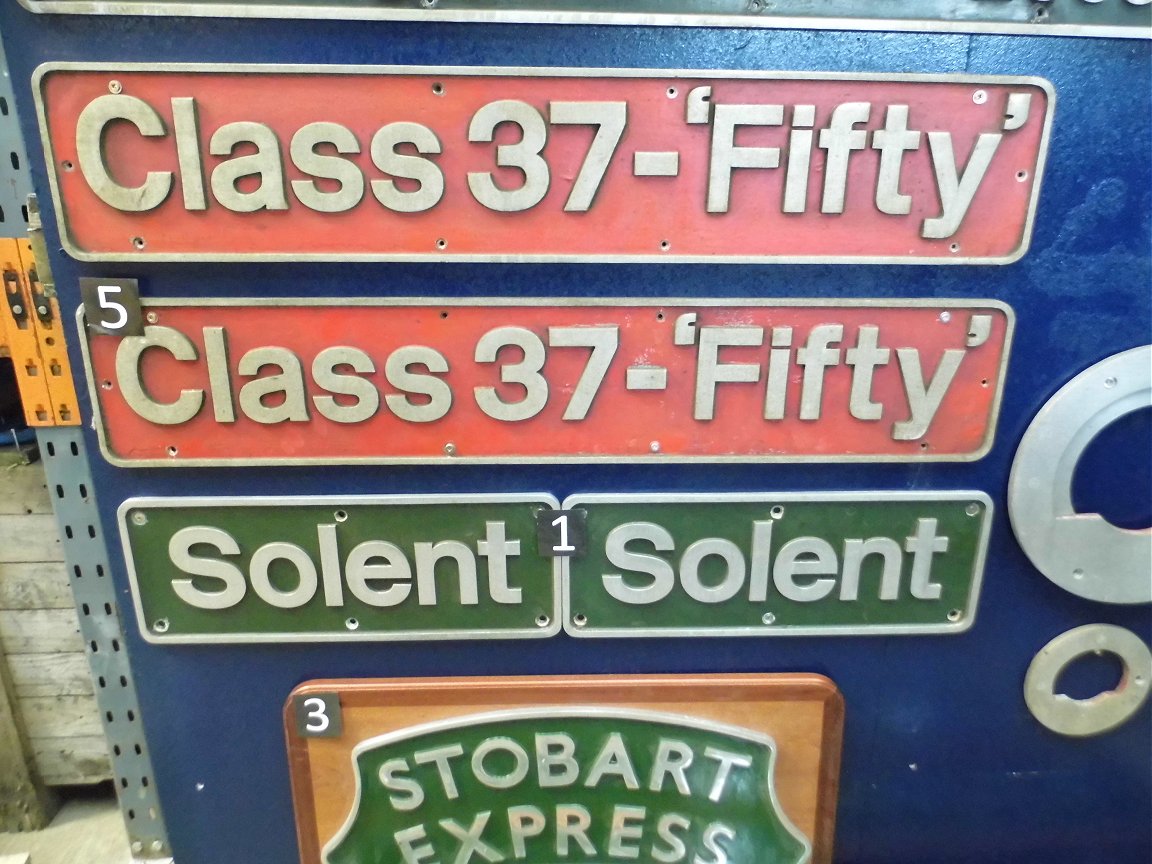 Class 37-‘Fifty’
5
Class 37-‘Fifty’
Solent 1 Solent
3
STOBART
EXPRESS